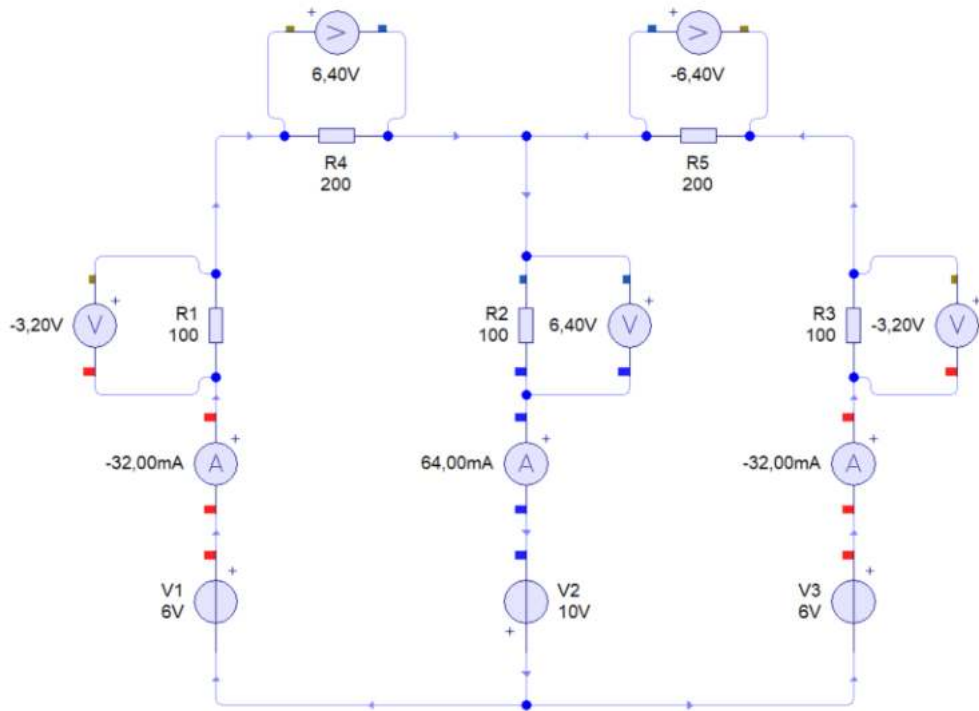 +
V
6,40V
+
V
-6,40V
R4
200
R5
200
+
V
-3,20V
R1
100
R2
100
+
V
6,40V
R3
100
+
V
-3,20V
+
A
-32,00mA
+
A
64,00mA
+
A
-32,00mA
+
V1
6V
V2
10V
+
+
V3
6V